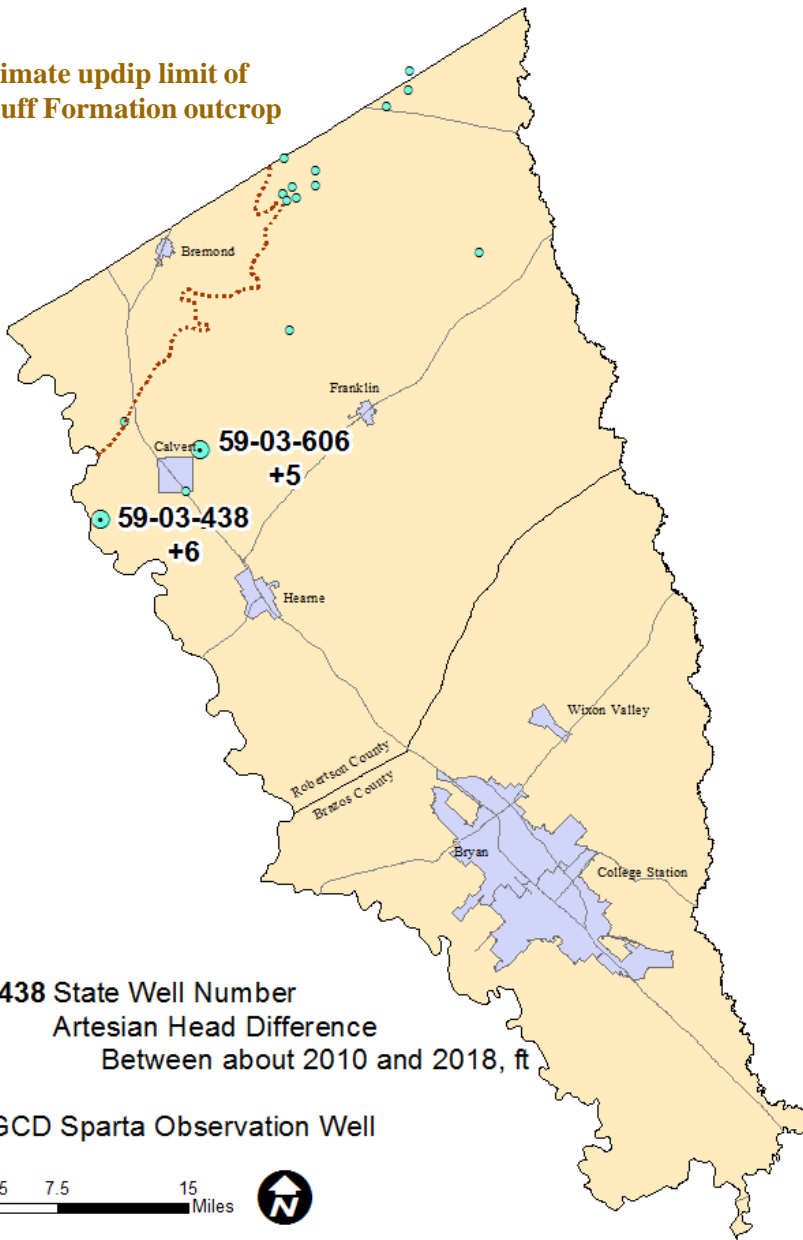 imate updip limit of
uff Formation outcrop
Bremond
Franklin
Calvert
59-03-606
+5
59-03-438
+6
Hearne
Wixon Valley
Robertson County
Brazos County
Bryan
College Station
438 State Well Number
Artesian Head Difference
Between about 2010 and 2018, ft
GCD Sparta Observation Well
5 7.5 15
Miles
N